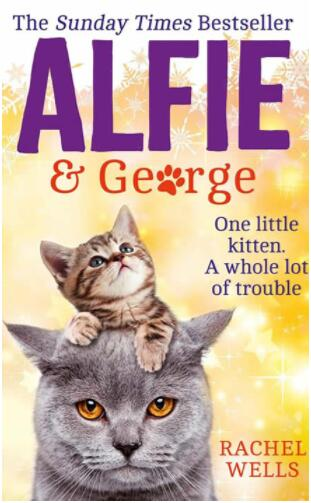 The Sunday Times Bestseller
ALFIE
& George
One little
kitten.
A whole lot
of trouble
RACHEL
WELLS